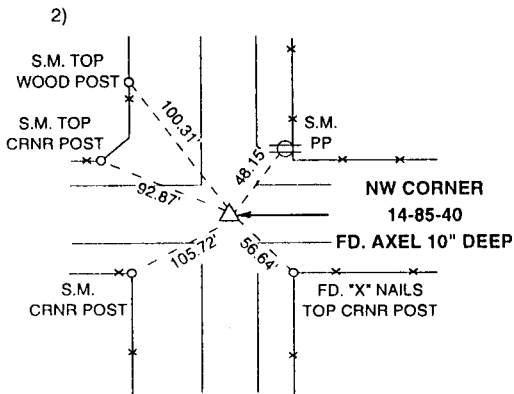 2)
S.M. TOP
WOOD POST
S.M. TOP
CRNR POST
100.31'
92.87'
48.15'
S.M.
PP
NW CORNER
14-85-40
FD. AXEL 10" DEEP
105.72'
56.64'
S.M.
CRNR POST
FD. "X" NAILS
TOP CRNR POST